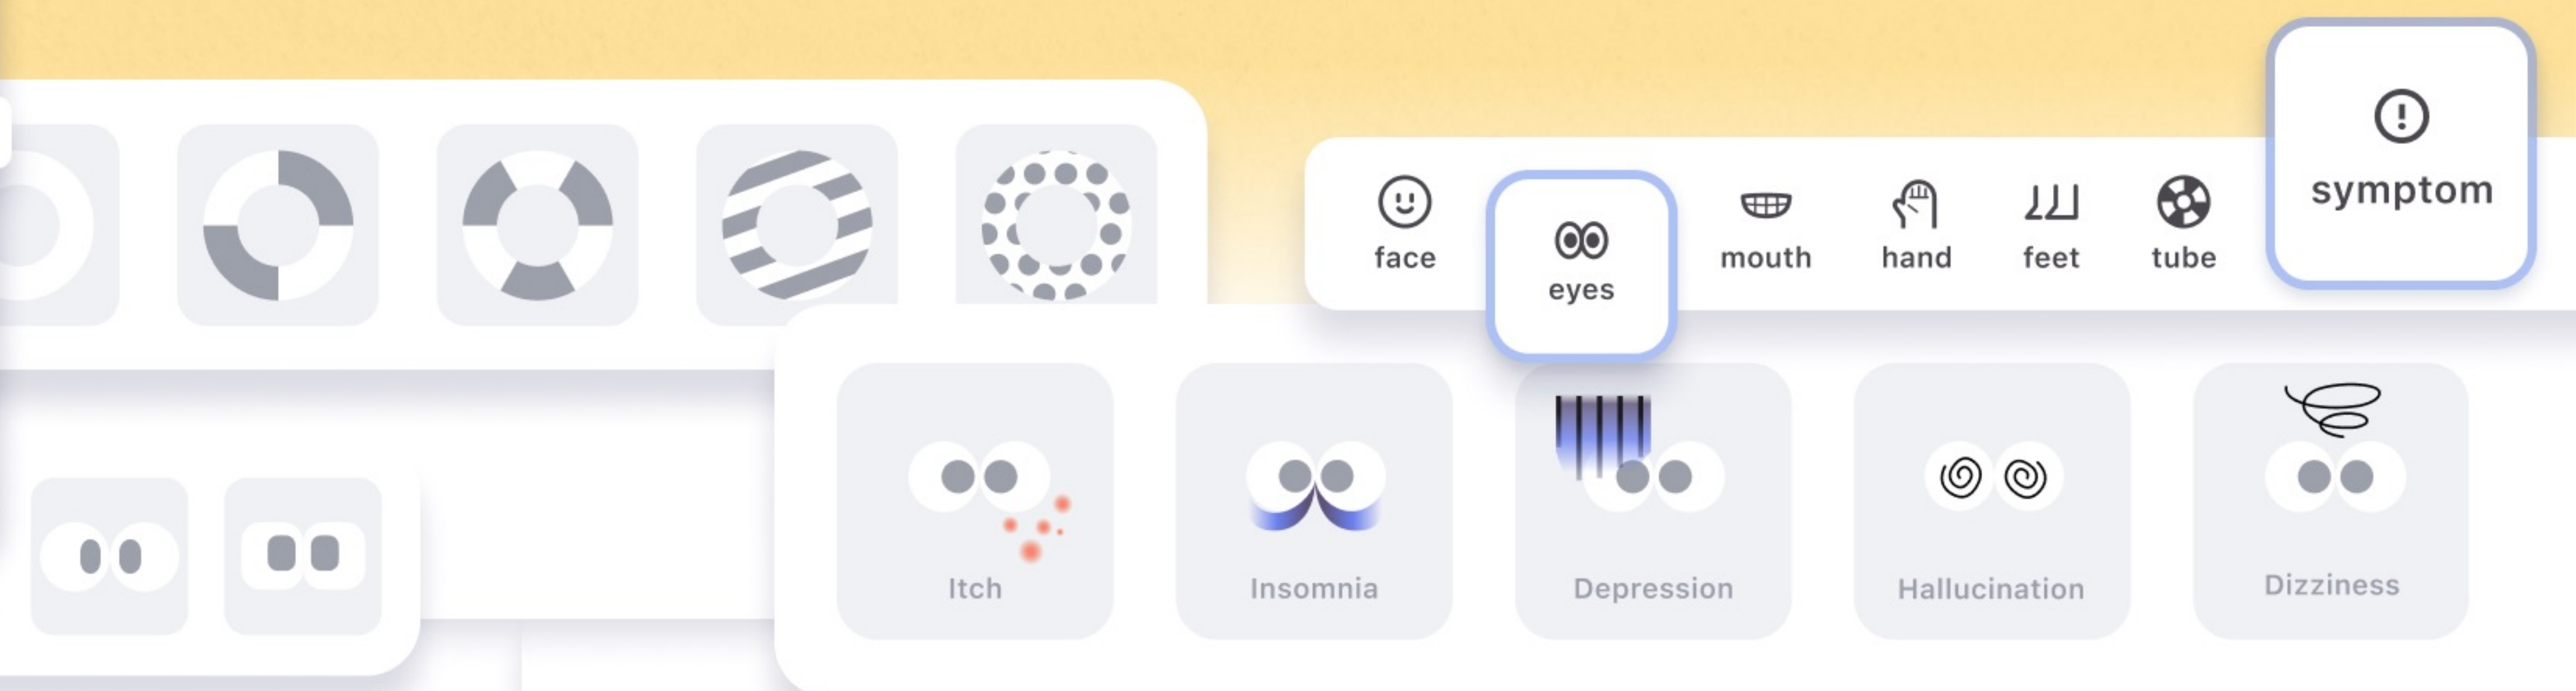 symptom
face
eyes
mouth
hand
feet
tube
Itch
Insomnia
Depression
Hallucination
Dizziness